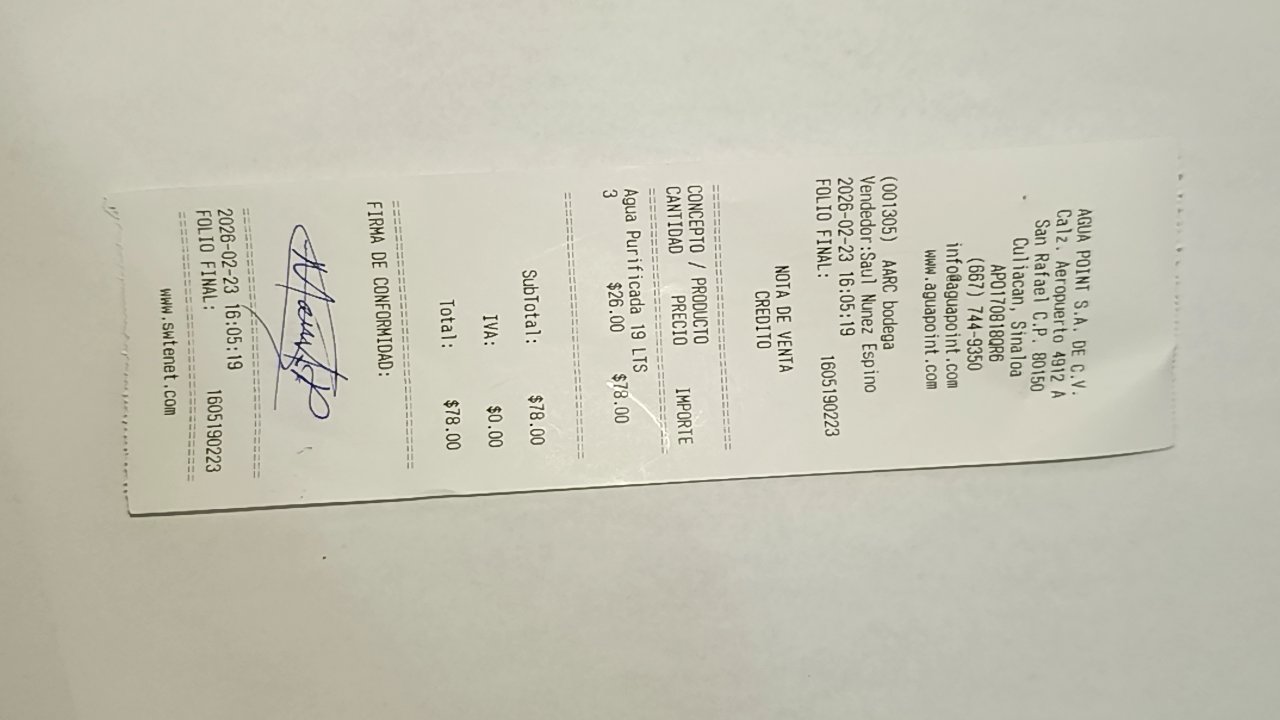 AGUA POINT S.A. DE C.V.
Calz. Aeropuerto 4912 A
San Rafael C.P. 80150
Culiacan, Sinaloa
APO170818QR6
(667) 744-9350
info@aguapoint.com
www.aguapoint.com
(001305) AARC bodega
Vendedor:Saul Nunez Espino
2026-02-23 16:05:19
FOLIO FINAL: 1605190223
NOTA DE VENTA
CREDITO
===========================
CONCEPTO / PRODUCTO
CANTIDAD PRECIO IMPORTE
===========================
Agua Purificada 19 LTS
3 $26.00 $78.00
===========================
SubTotal: $78.00
IVA: $0.00
Total: $78.00
===========================
FIRMA DE CONFORMIDAD:
===========================
2026-02-23 16:05:19
FOLIO FINAL: 1605190223
===========================
www.swtenet.com